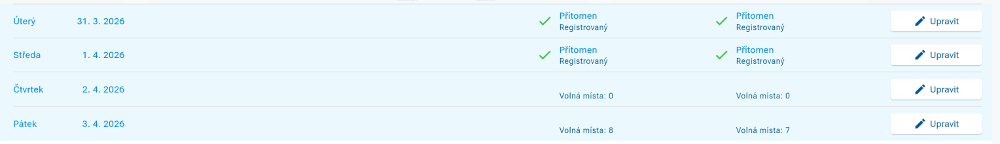 Úterý 31. 3. 2026 Přítomen Přítomen Upravit
Registrovaný Registrovaný
Středa 1. 4. 2026 Přítomen Přítomen Upravit
Registrovaný Registrovaný
Čtvrtek 2. 4. 2026 Upravit
Volná místa: 0 Volná místa: 0
Pátek 3. 4. 2026 Upravit
Volná místa: 8 Volná místa: 7